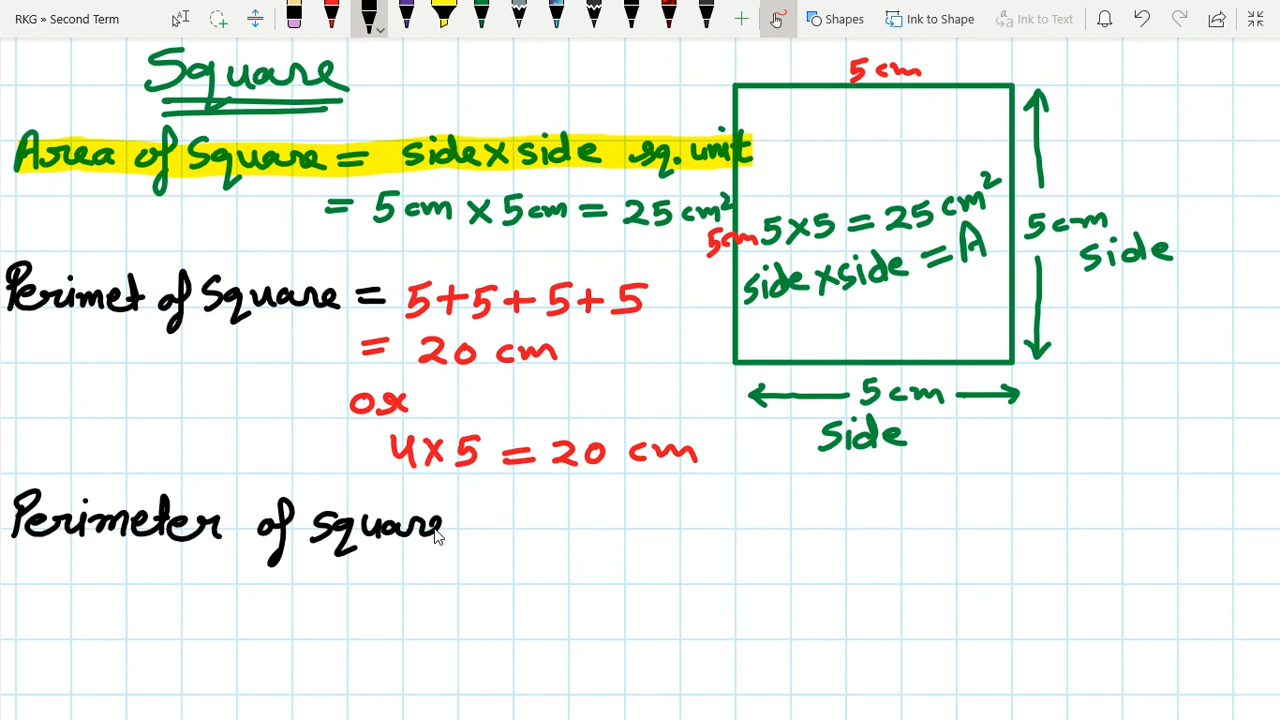 RKG » Second Term
Shapes
Ink to Shape
Ink to Text
Square
Area of Square = side x side sq. unit
= 5 cm x 5 cm = 25 cm²
Perimet of Square = 5+5+5+5
= 20 cm
or
4x5 = 20 cm
Perimeter of square
5 cm
5cm
5x5 = 25 cm²
side x side = A
5cm
side
5 cm
side